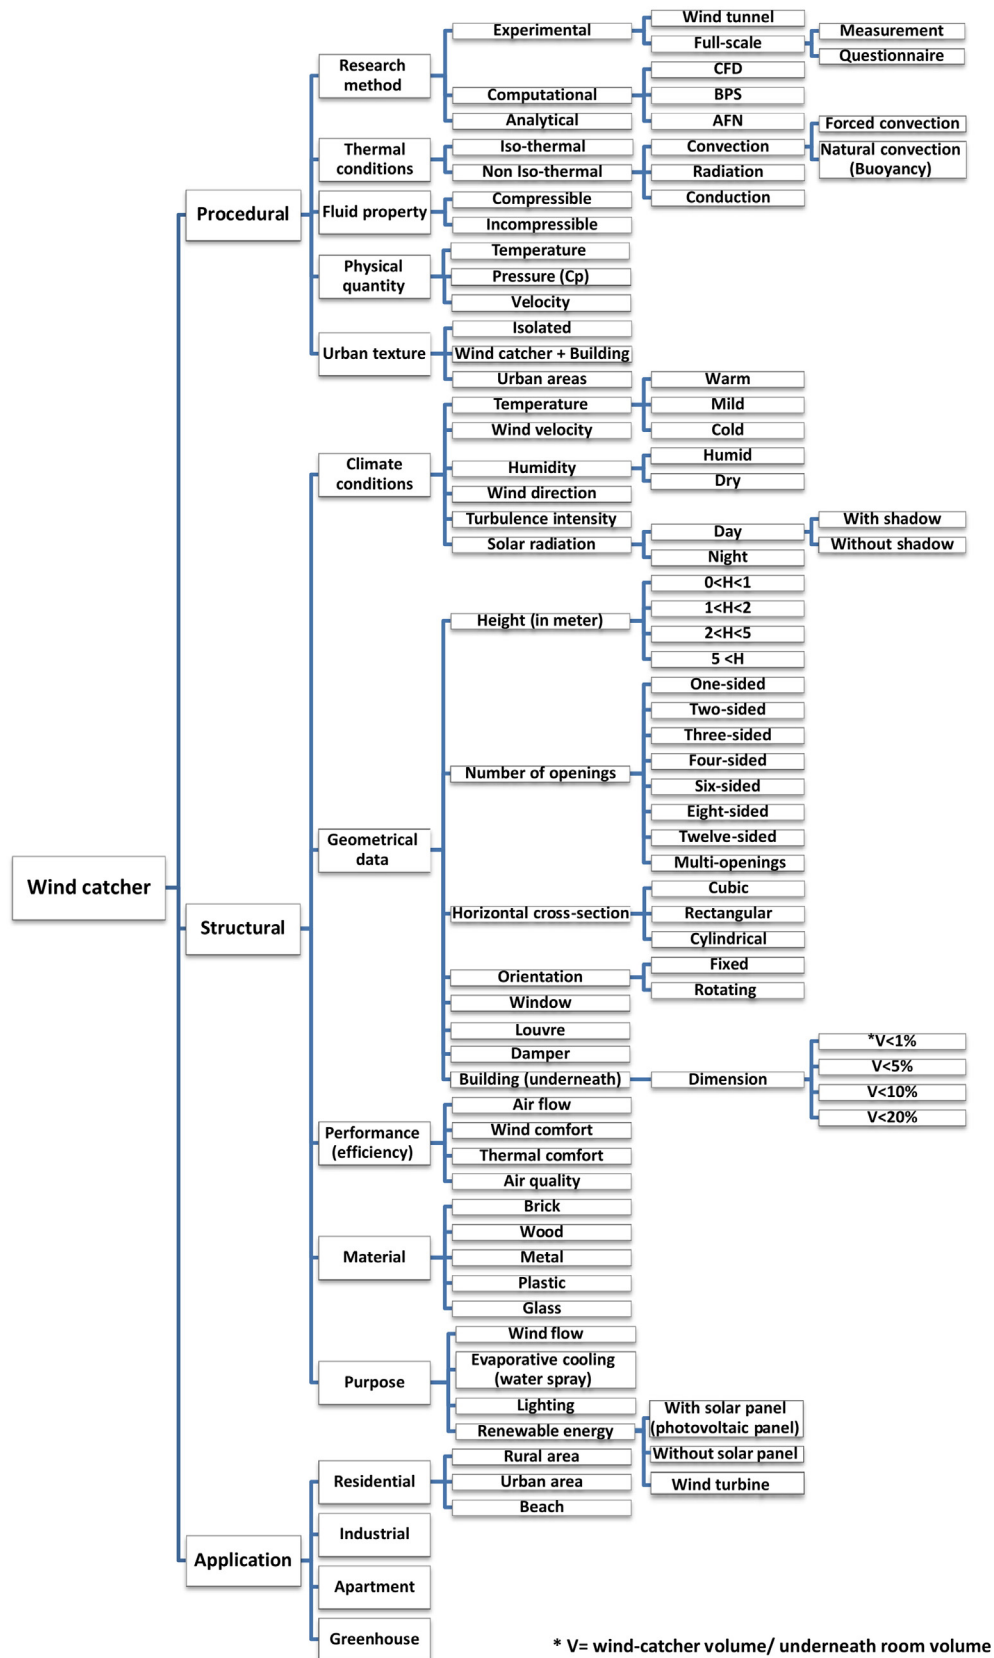 Wind catcher
Procedural
Research
method
Experimental
Wind tunnel
Full-scale
Measurement
Questionnaire
Computational
CFD
BPS
AFN
Analytical
Thermal
conditions
Iso-thermal
Non Iso-thermal
Convection
Forced convection
Natural convection
(Buoyancy)
Radiation
Conduction
Fluid property
Compressible
Incompressible
Physical
quantity
Temperature
Pressure (Cp)
Velocity
Urban texture
Isolated
Wind catcher + Building
Urban areas
Structural
Climate
conditions
Temperature
Warm
Mild
Cold
Wind velocity
Humidity
Humid
Dry
Wind direction
Turbulence intensity
Solar radiation
Day
With shadow
Without shadow
Night
Geometrical
data
Height (in meter)
0<H<1
1<H<2
2<H<5
5 <H
Number of openings
One-sided
Two-sided
Three-sided
Four-sided
Six-sided
Eight-sided
Twelve-sided
Multi-openings
Horizontal cross-section
Cubic
Rectangular
Cylindrical
Orientation
Fixed
Rotating
Window
Louvre
Damper
Building (underneath)
Dimension
*V<1%
V<5%
V<10%
V<20%
Performance
(efficiency)
Air flow
Wind comfort
Thermal comfort
Air quality
Material
Brick
Wood
Metal
Plastic
Glass
Purpose
Wind flow
Evaporative cooling
(water spray)
Lighting
Renewable energy
With solar panel
(photovoltaic panel)
Without solar panel
Wind turbine
Application
Residential
Rural area
Urban area
Beach
Industrial
Apartment
Greenhouse
* V= wind-catcher volume/ underneath room volume